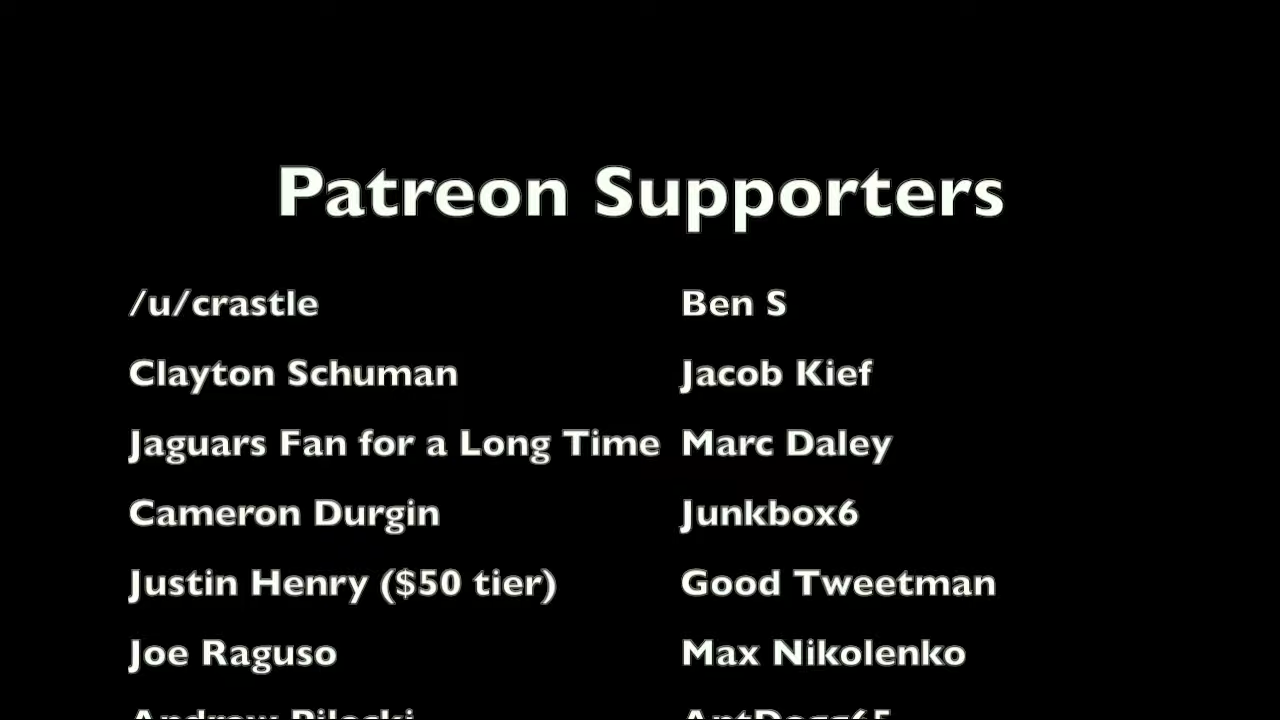 Patreon Supporters
/u/crastle Ben S
Clayton Schuman Jacob Kief
Jaguars Fan for a Long Time Marc Daley
Cameron Durgin Junkbox6
Justin Henry ($50 tier) Good Tweetman
Joe Raguso Max Nikolenko
Andrew